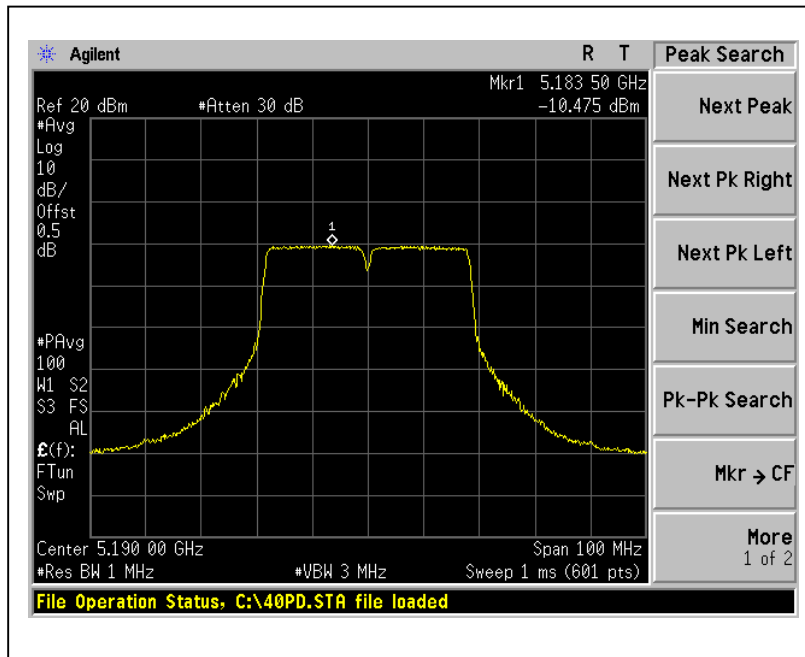 Agilent R T
Peak Search
Mkr1 5.183 50 GHz
Ref 20 dBm #Atten 30 dB -10.475 dBm
#Avg
Log
10
dB/
Offst
0.5
dB
1
#PAvg
100
W1 S2
S3 FS
AL
£(f):
FTun
Swp
Center 5.190 00 GHz Span 100 MHz
#Res BW 1 MHz #VBW 3 MHz Sweep 1 ms (601 pts)
File Operation Status, C:\40PD.STA file loaded
Next Peak
Next Pk Right
Next Pk Left
Min Search
Pk-Pk Search
Mkr → CF
More
1 of 2